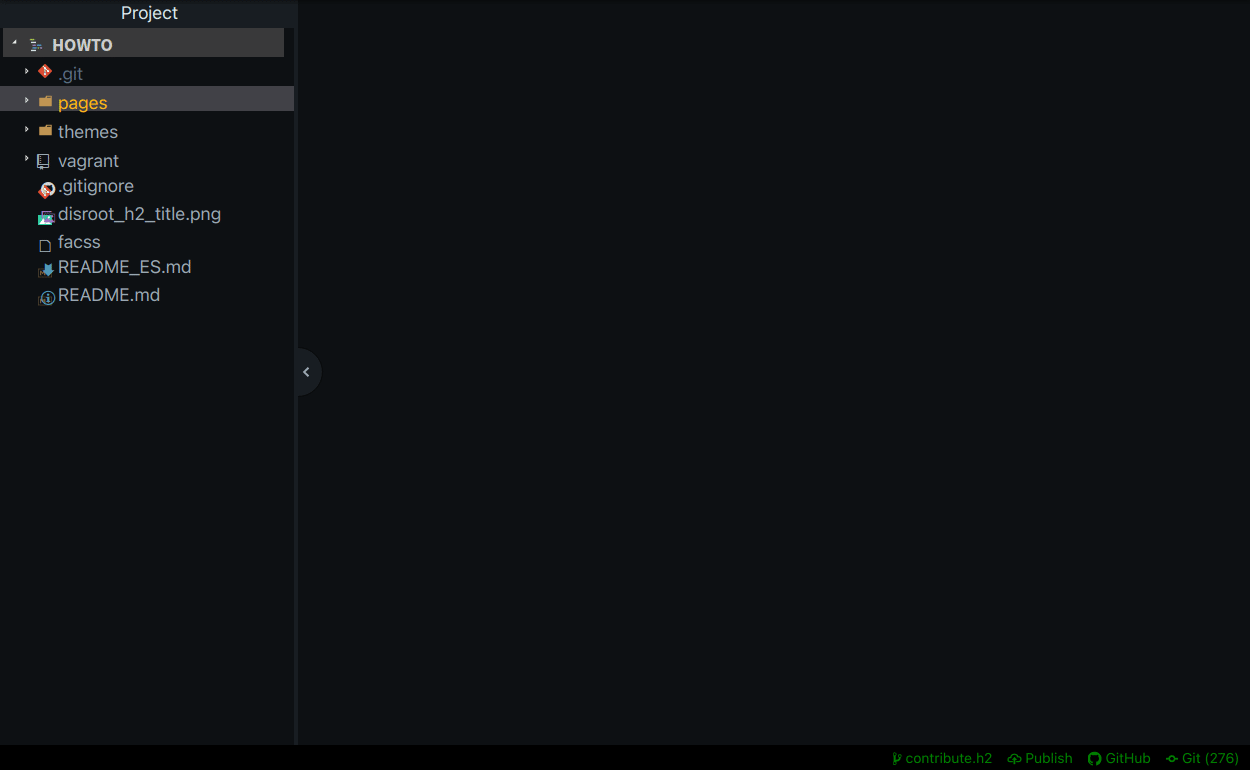 Project
HOWTO
.git
pages
themes
vagrant
.gitignore
disroot_h2_title.png
facss
README_ES.md
README.md
contribute.h2 Publish GitHub Git (276)